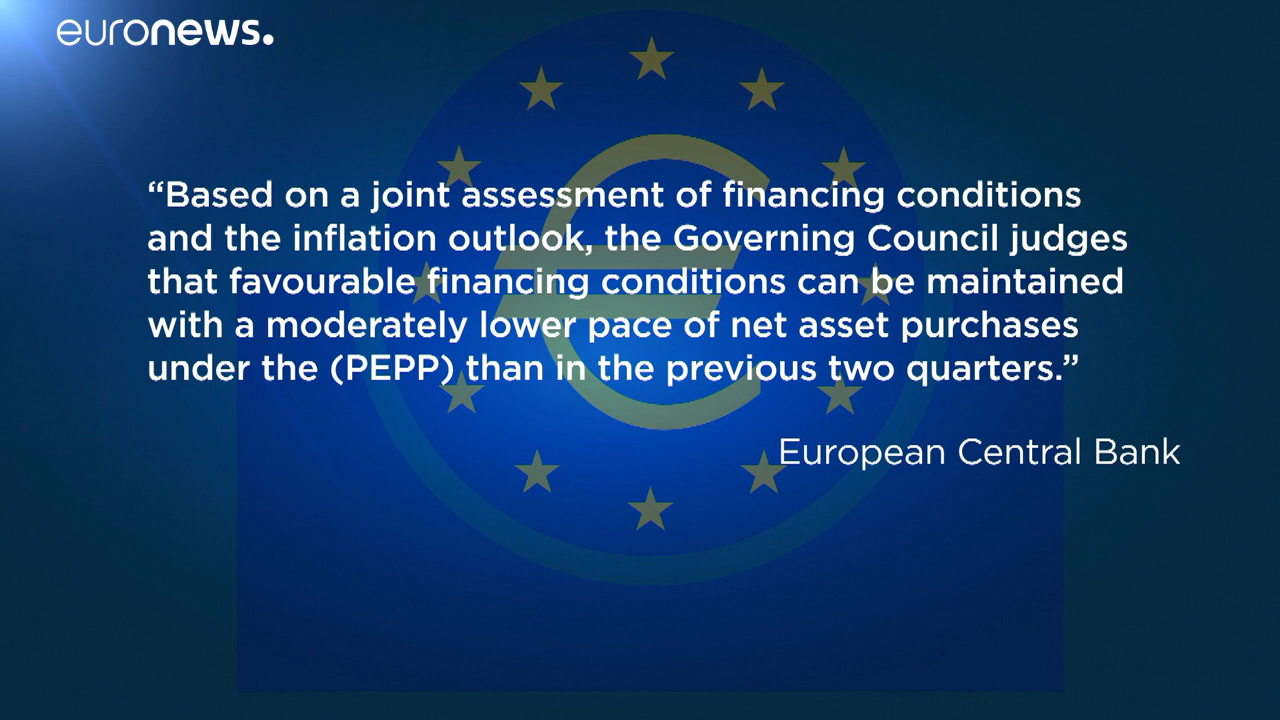 euronews.
“Based on a joint assessment of financing conditions
and the inflation outlook, the Governing Council judges
that favourable financing conditions can be maintained
with a moderately lower pace of net asset purchases
under the (PEPP) than in the previous two quarters.”
European Central Bank